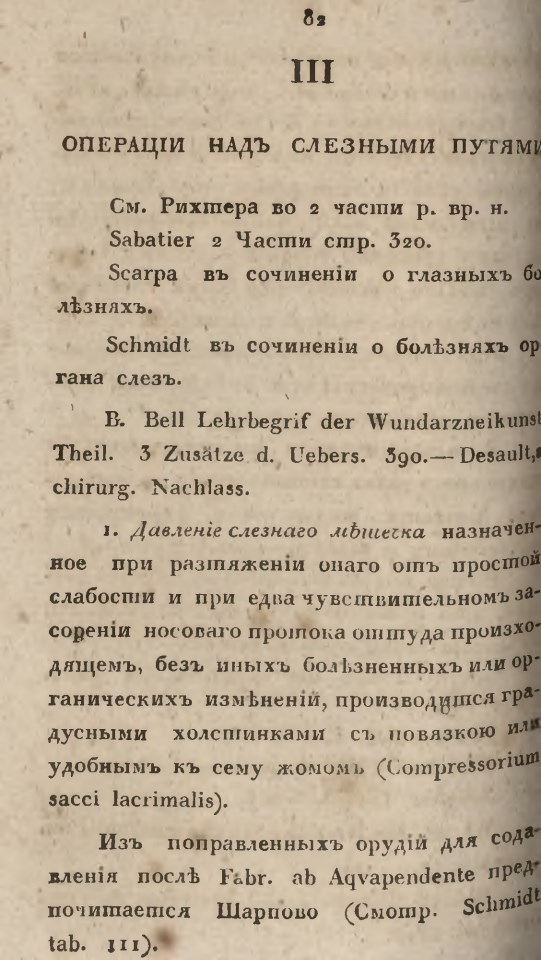 82
III
ОПЕРАЦІИ НАДЪ СЛЕЗНЫМИ ПУТЯМИ
См. Рихтера во 2 части р. вр. н.
Sabatier 2 Части стр. 320.
Scarpa въ сочиненіи о глазныхъ бо
лѣзняхъ.
Schmidt въ сочиненіи о болѣзняхъ ор
гана слезъ.
B. Bell Lehrbegrif der Wundarzneikunst
Theil. 3 Zusätze d. Uebers. 390.— Desault,s
chirurg. Nachlass.
1. Давленіе слезнаго мѣшечка назначен-
ное при разтяженіи онаго отъ простой
слабости и при едва чувствительномъ за-
сореніи носоваго протока оттуда произхо-
дящемъ, безъ иныхъ болѣзненныхъ или ор-
ганическихъ измѣненій, производится гра-
дусными холстинками съ повязкою или
удобнымъ къ сему жомомъ (Compressorium
sacci lacrimalis).
Изъ поправленныхъ орудій для сода-
вленія послѣ Fabr. ab Aqvapendente пред-
почитается Шарпово (Смотр. Schmidt
tab. III).